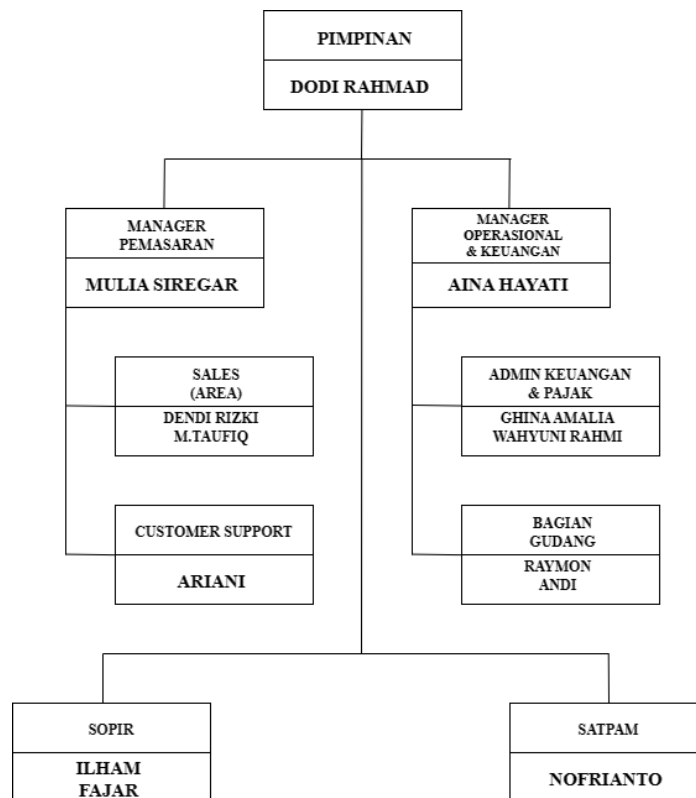 PIMPINAN
DODI RAHMAD
MANAGER
PEMASARAN
MULIA SIREGAR
MANAGER
OPERASIONAL
& KEUANGAN
AINA HAYATI
SALES
(AREA)
DENDI RIZKI
M.TAUFIQ
ADMIN KEUANGAN
& PAJAK
GHINA AMALIA
WAHYUNI RAHMI
CUSTOMER SUPPORT
ARIANI
BAGIAN
GUDANG
RAYMON
ANDI
SOPIR
ILHAM
FAJAR
SATPAM
NOFRIANTO